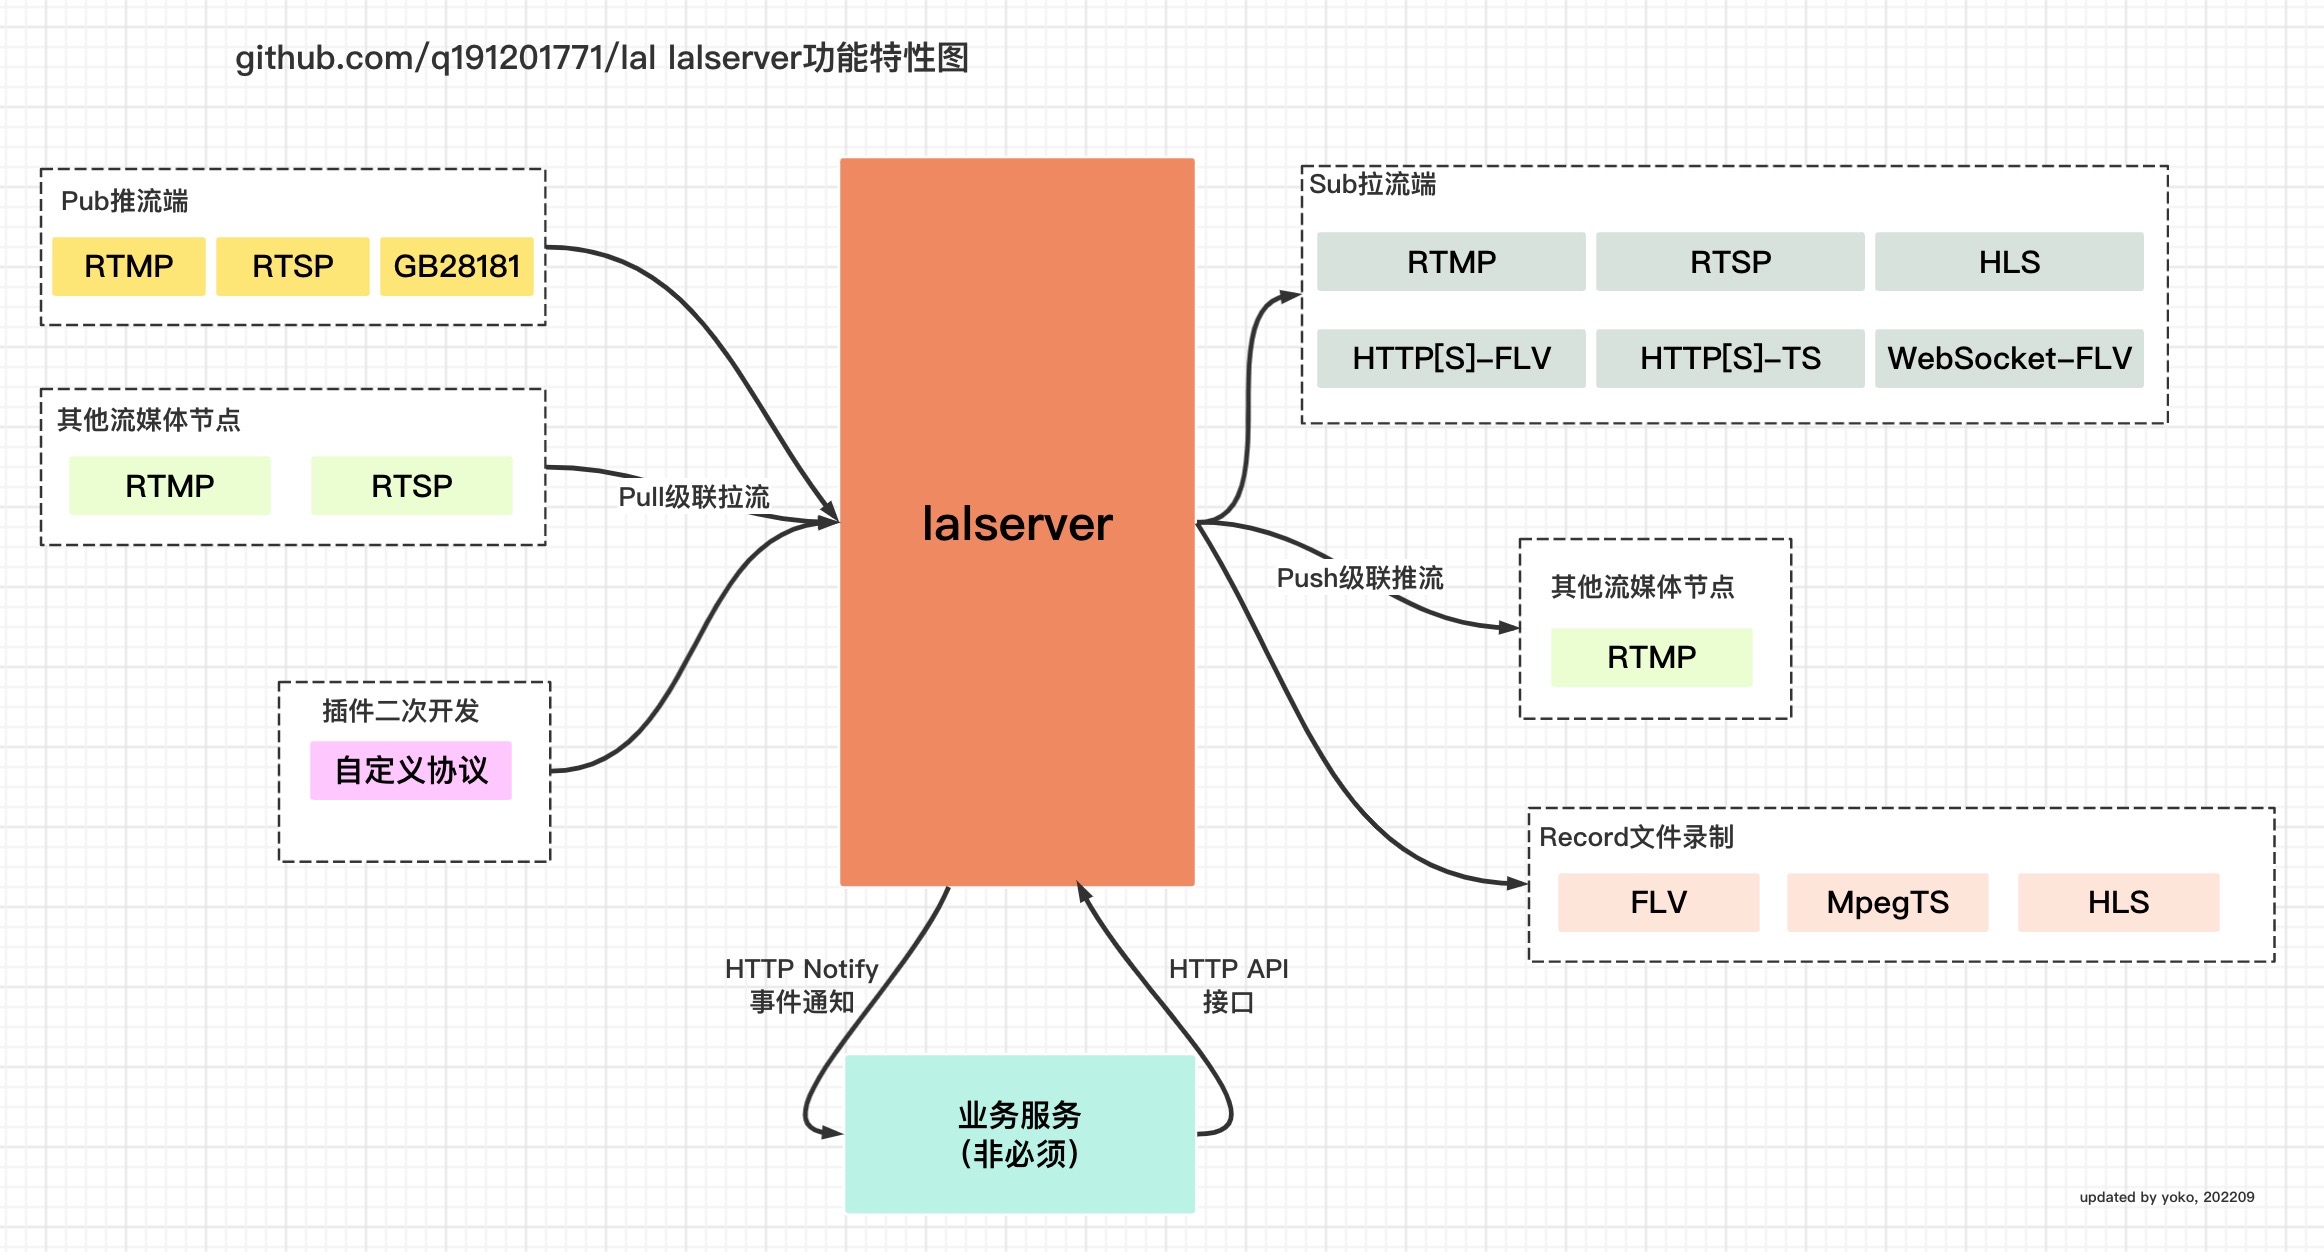 github.com/q191201771/lal lalserver功能特性图
Pub推流端
RTMP
RTSP
GB28181
其他流媒体节点
RTMP
RTSP
Pull级联拉流
插件二次开发
自定义协议
lalserver
Sub拉流端
RTMP
RTSP
HLS
HTTP[S]-FLV
HTTP[S]-TS
WebSocket-FLV
Push级联推流
其他流媒体节点
RTMP
Record文件录制
FLV
MpegTS
HLS
HTTP Notify
事件通知
HTTP API
接口
业务服务
(非必须)
updated by yoko, 202209